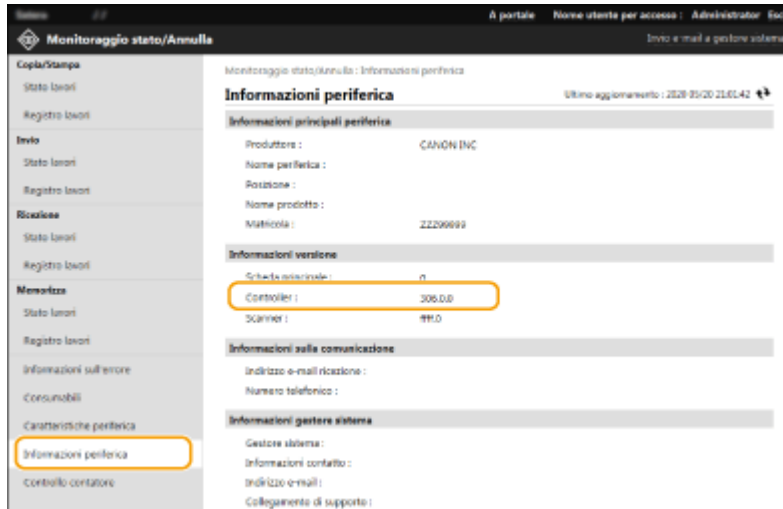 A portale Nome utente per accesso : Administrator Esc
Monitoraggio stato/Annulla
Invio e-mail a gestore sistema
Copia/Stampa
Stato lavori
Registro lavori
Invio
Stato lavori
Registro lavori
Ricezione
Stato lavori
Registro lavori
Memorizza
Stato lavori
Registro lavori
Informazioni sull'errore
Consumabili
Caratteristiche periferica
Informazioni periferica
Controllo contatore
Monitoraggio stato/Annulla : Informazioni periferica
Informazioni periferica
Ultimo aggiornamento : 2020 05/20 21:01:42
Informazioni principali periferica
Produttore : CANON INC
Nome periferica :
Posizione :
Nome prodotto :
Matricola : ZZZ99999
Informazioni versione
Scheda principale :
Controller : 306.0.0
Scanner : ffff.0
Informazioni sulla comunicazione
Indirizzo e-mail ricezione :
Numero telefonico :
Informazioni gestore sistema
Gestore sistema :
Informazioni contatto :
Indirizzo e-mail :
Collegamento di supporto :